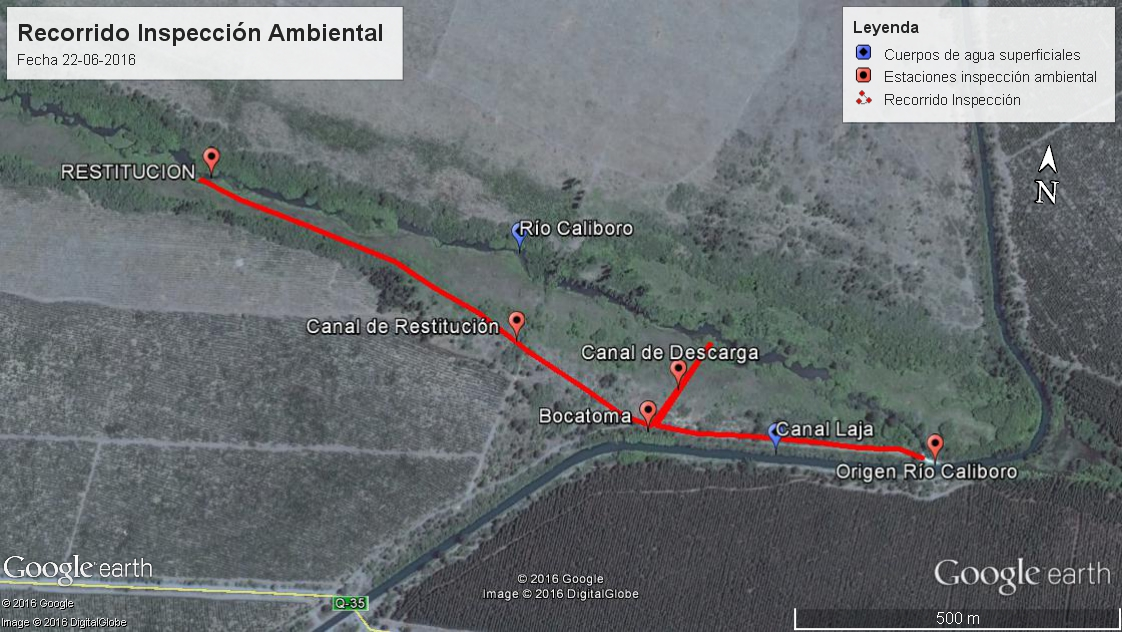 Recorrido Inspección Ambiental
Fecha 22-06-2016
Leyenda
Cuerpos de agua superficiales
Estaciones inspección ambiental
Recorrido Inspección
N
RESTITUCION
Río Caliboro
Canal de Restitución
Canal de Descarga
Bocatoma
Canal Laja
Origen Río Caliboro
Google earth
© 2016 Google
Image © 2016 DigitalGlobe
Q-35
© 2016 Google
Image © 2016 DigitalGlobe
Google earth
500 m